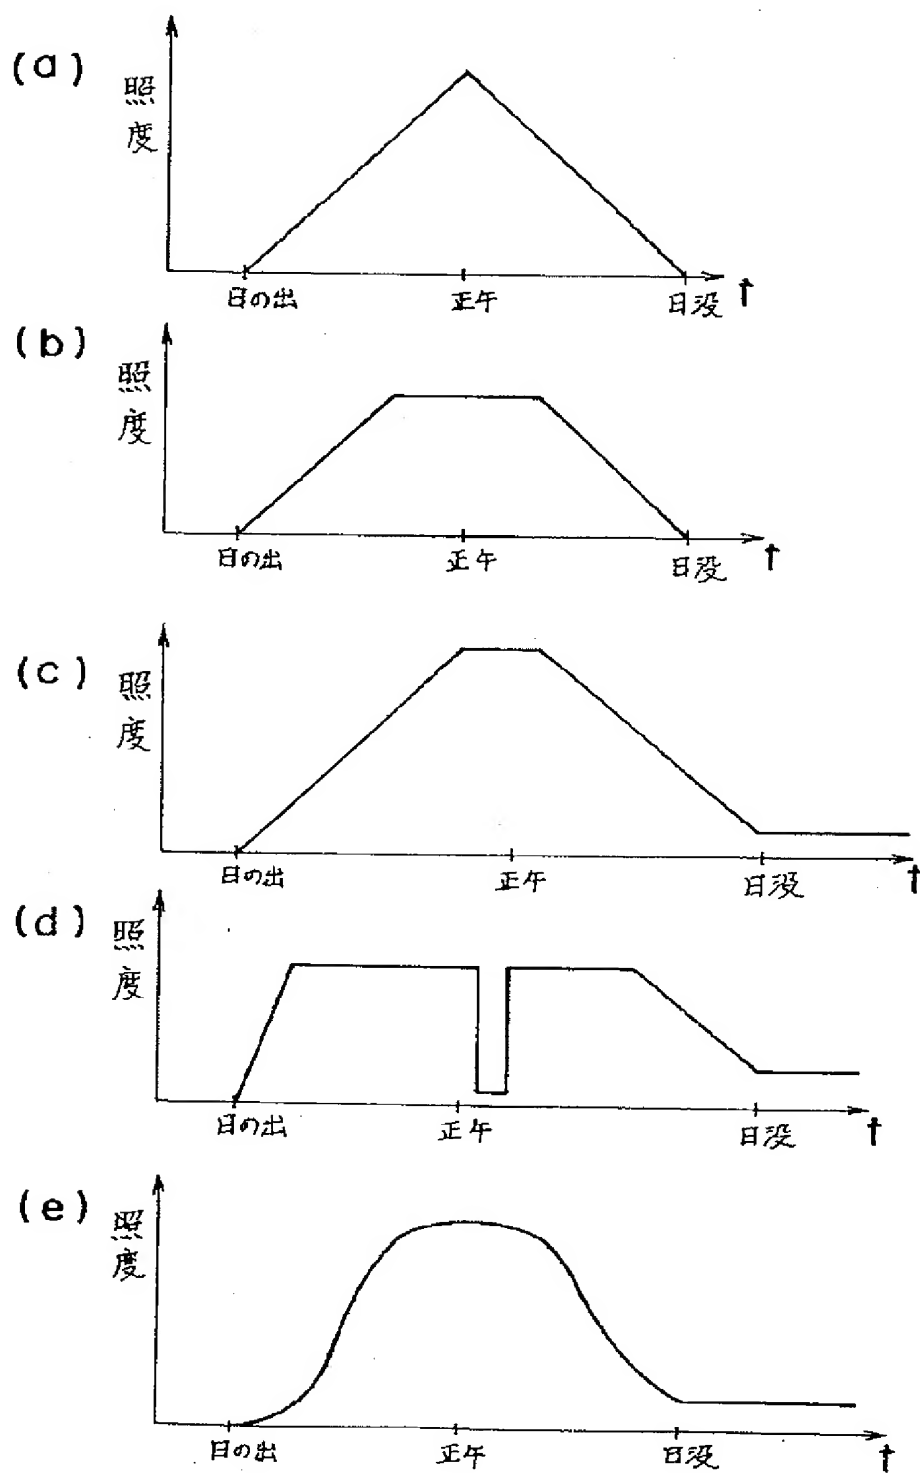 (a)
照度
日の出 正午 日没 t
(b)
照度
日の出 正午 日没 t
(c)
照度
日の出 正午 日没 t
(d)
照度
日の出 正午 日没 t
(e)
照度
日の出 正午 日没 t